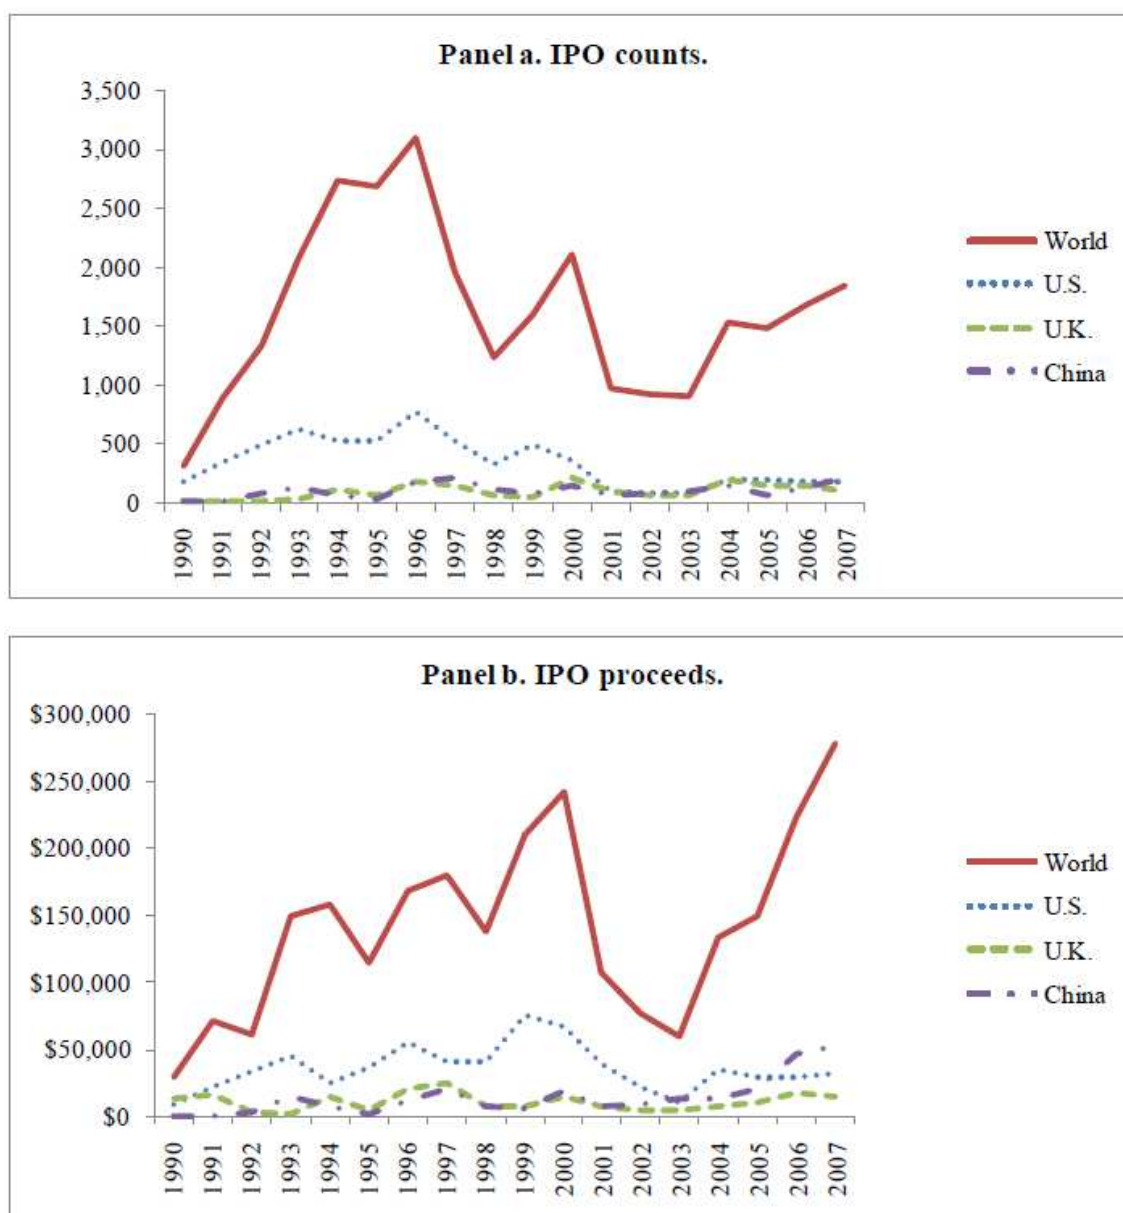 Panel a. IPO counts.
3,500
3,000
2,500
2,000
1,500
1,000
500
0
1990 1991 1992 1993 1994 1995 1996 1997 1998 1999 2000 2001 2002 2003 2004 2005 2006 2007
World
U.S.
U.K.
China
Panel b. IPO proceeds.
$300,000
$250,000
$200,000
$150,000
$100,000
$50,000
$0
1990 1991 1992 1993 1994 1995 1996 1997 1998 1999 2000 2001 2002 2003 2004 2005 2006 2007
World
U.S.
U.K.
China